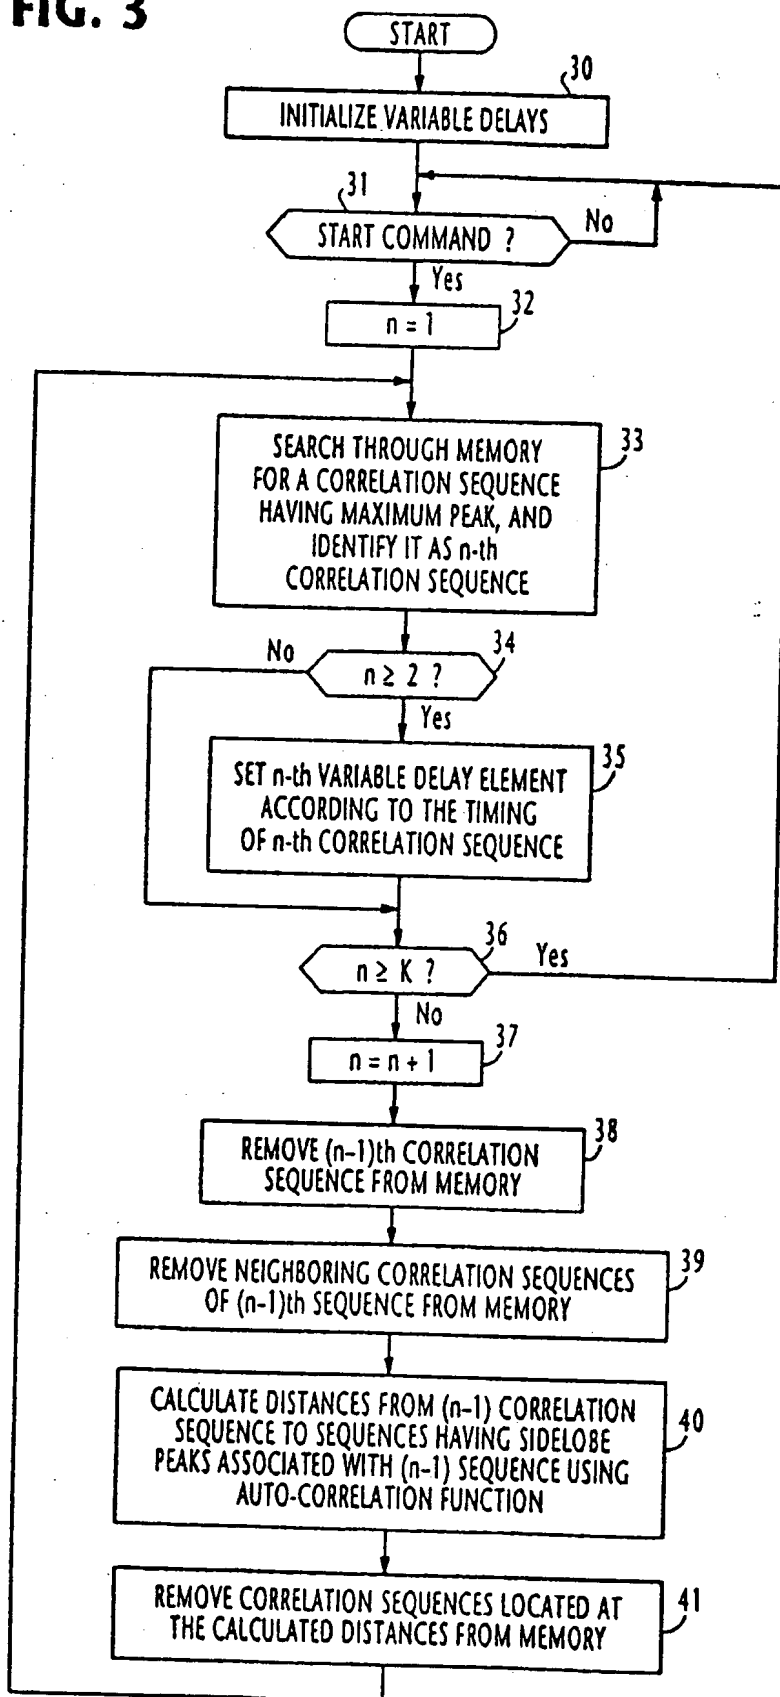 FIG. 3
START
30
INITIALIZE VARIABLE DELAYS
31
START COMMAND ?
No
Yes
32
n = 1
33
SEARCH THROUGH MEMORY
FOR A CORRELATION SEQUENCE
HAVING MAXIMUM PEAK, AND
IDENTIFY IT AS n-th
CORRELATION SEQUENCE
34
No
n ≥ 2 ?
Yes
35
SET n-th VARIABLE DELAY ELEMENT
ACCORDING TO THE TIMING
OF n-th CORRELATION SEQUENCE
36
n ≥ K ?
Yes
No
37
n = n + 1
38
REMOVE (n-1)th CORRELATION
SEQUENCE FROM MEMORY
39
REMOVE NEIGHBORING CORRELATION SEQUENCES
OF (n-1)th SEQUENCE FROM MEMORY
40
CALCULATE DISTANCES FROM (n-1) CORRELATION
SEQUENCE TO SEQUENCES HAVING SIDELOBE
PEAKS ASSOCIATED WITH (n-1) SEQUENCE USING
AUTO-CORRELATION FUNCTION
41
REMOVE CORRELATION SEQUENCES LOCATED AT
THE CALCULATED DISTANCES FROM MEMORY